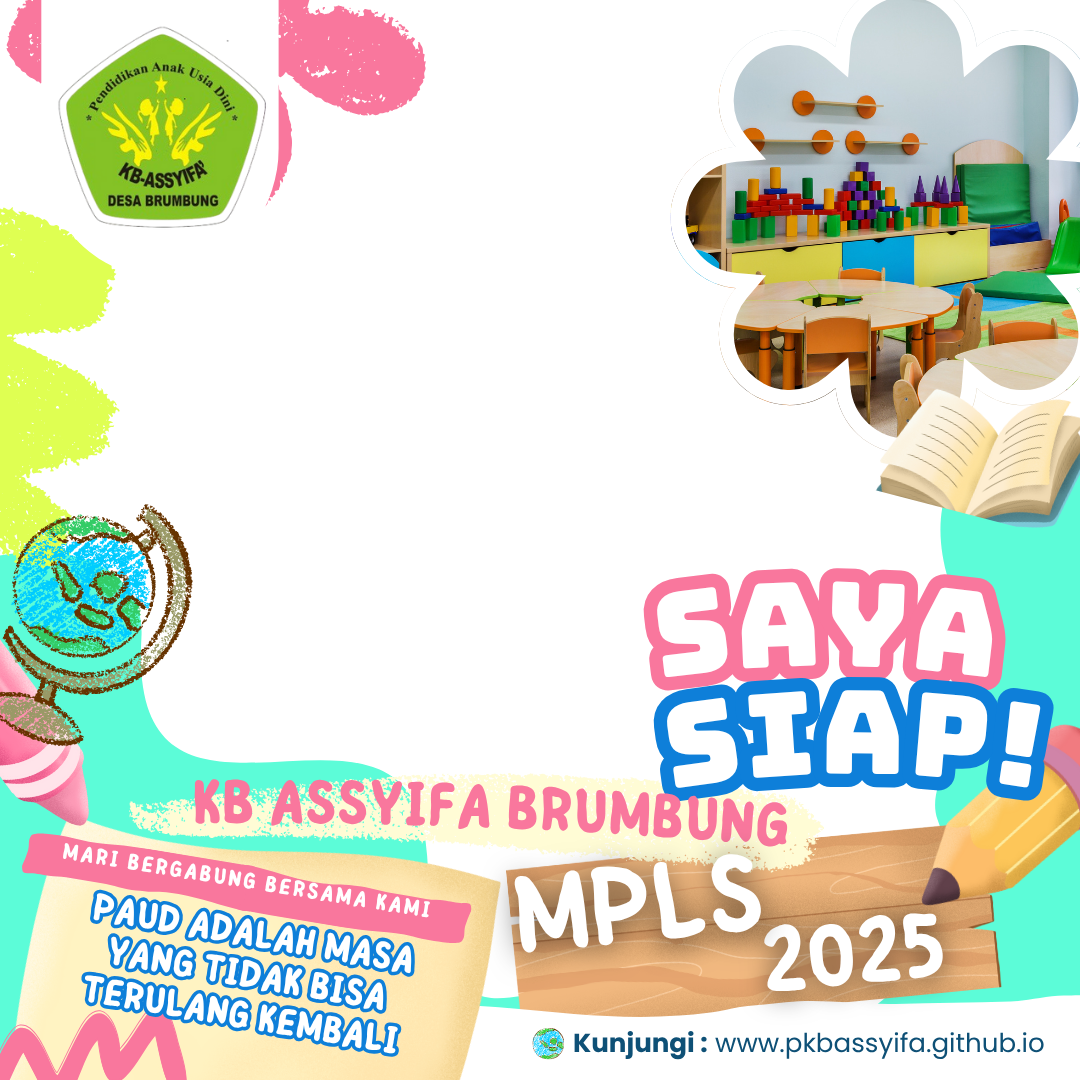 Pendidikan Anak Usia Dini
KB-ASSYIFA'
DESA BRUMBUNG
SAYA
SIAP!
KB ASSYIFA BRUMBUNG
MARI BERGABUNG BERSAMA KAMI
PAUD ADALAH MASA
YANG TIDAK BISA
TERULANG KEMBALI
MPLS
2025
Kunjungi : www.pkbassyifa.github.io